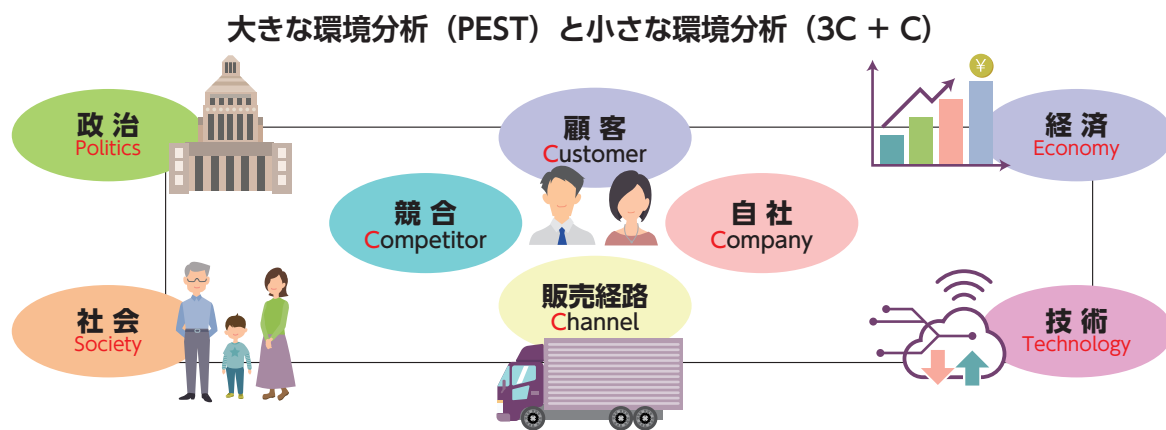 大きな環境分析（PEST）と小さな環境分析（3C + C）
政 治
Politics
顧 客
Customer
¥
経 済
Economy
競 合
Competitor
自 社
Company
社 会
Society
販売経路
Channel
技 術
Technology